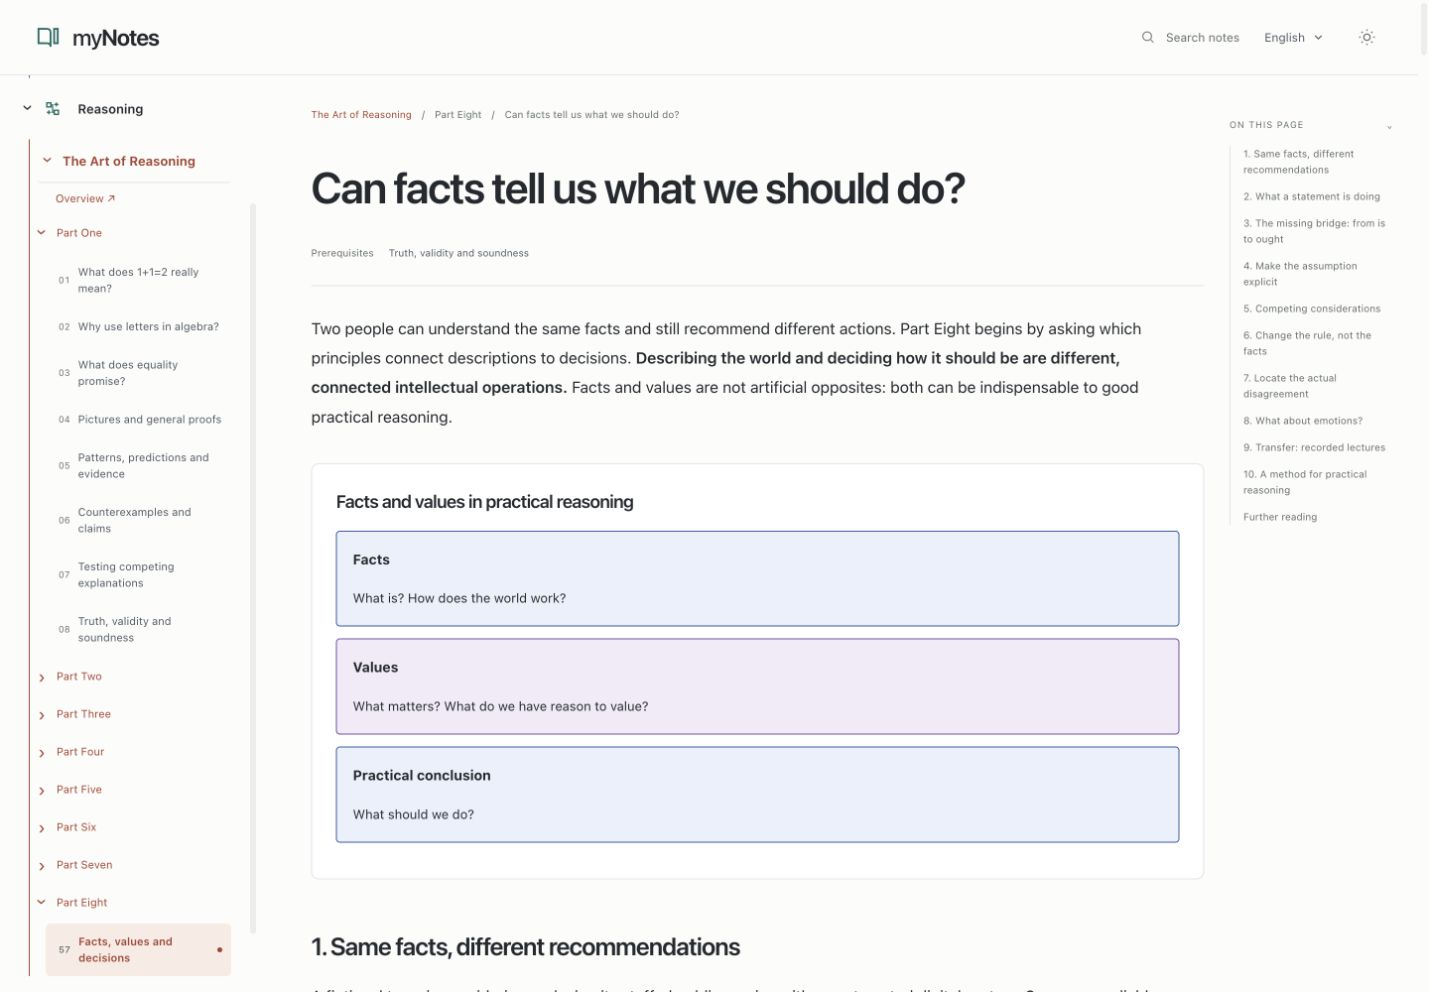 myNotes
Search notes
English
Reasoning
The Art of Reasoning
Overview ↗
Part One
01 What does 1+1=2 really
mean?
02 Why use letters in algebra?
03 What does equality
promise?
04 Pictures and general proofs
05 Patterns, predictions and
evidence
06 Counterexamples and
claims
07 Testing competing
explanations
08 Truth, validity and
soundness
Part Two
Part Three
Part Four
Part Five
Part Six
Part Seven
Part Eight
57 Facts, values and
decisions
The Art of Reasoning / Part Eight / Can facts tell us what we should do?
Can facts tell us what we should do?
Prerequisites Truth, validity and soundness
Two people can understand the same facts and still recommend different actions. Part Eight begins by asking which
principles connect descriptions to decisions. Describing the world and deciding how it should be are different,
connected intellectual operations. Facts and values are not artificial opposites: both can be indispensable to good
practical reasoning.
Facts and values in practical reasoning
Facts
What is? How does the world work?
Values
What matters? What do we have reason to value?
Practical conclusion
What should we do?
1. Same facts, different recommendations
ON THIS PAGE
1. Same facts, different
recommendations
2. What a statement is doing
3. The missing bridge: from is
to ought
4. Make the assumption
explicit
5. Competing considerations
6. Change the rule, not the
facts
7. Locate the actual
disagreement
8. What about emotions?
9. Transfer: recorded lectures
10. A method for practical
reasoning
Further reading